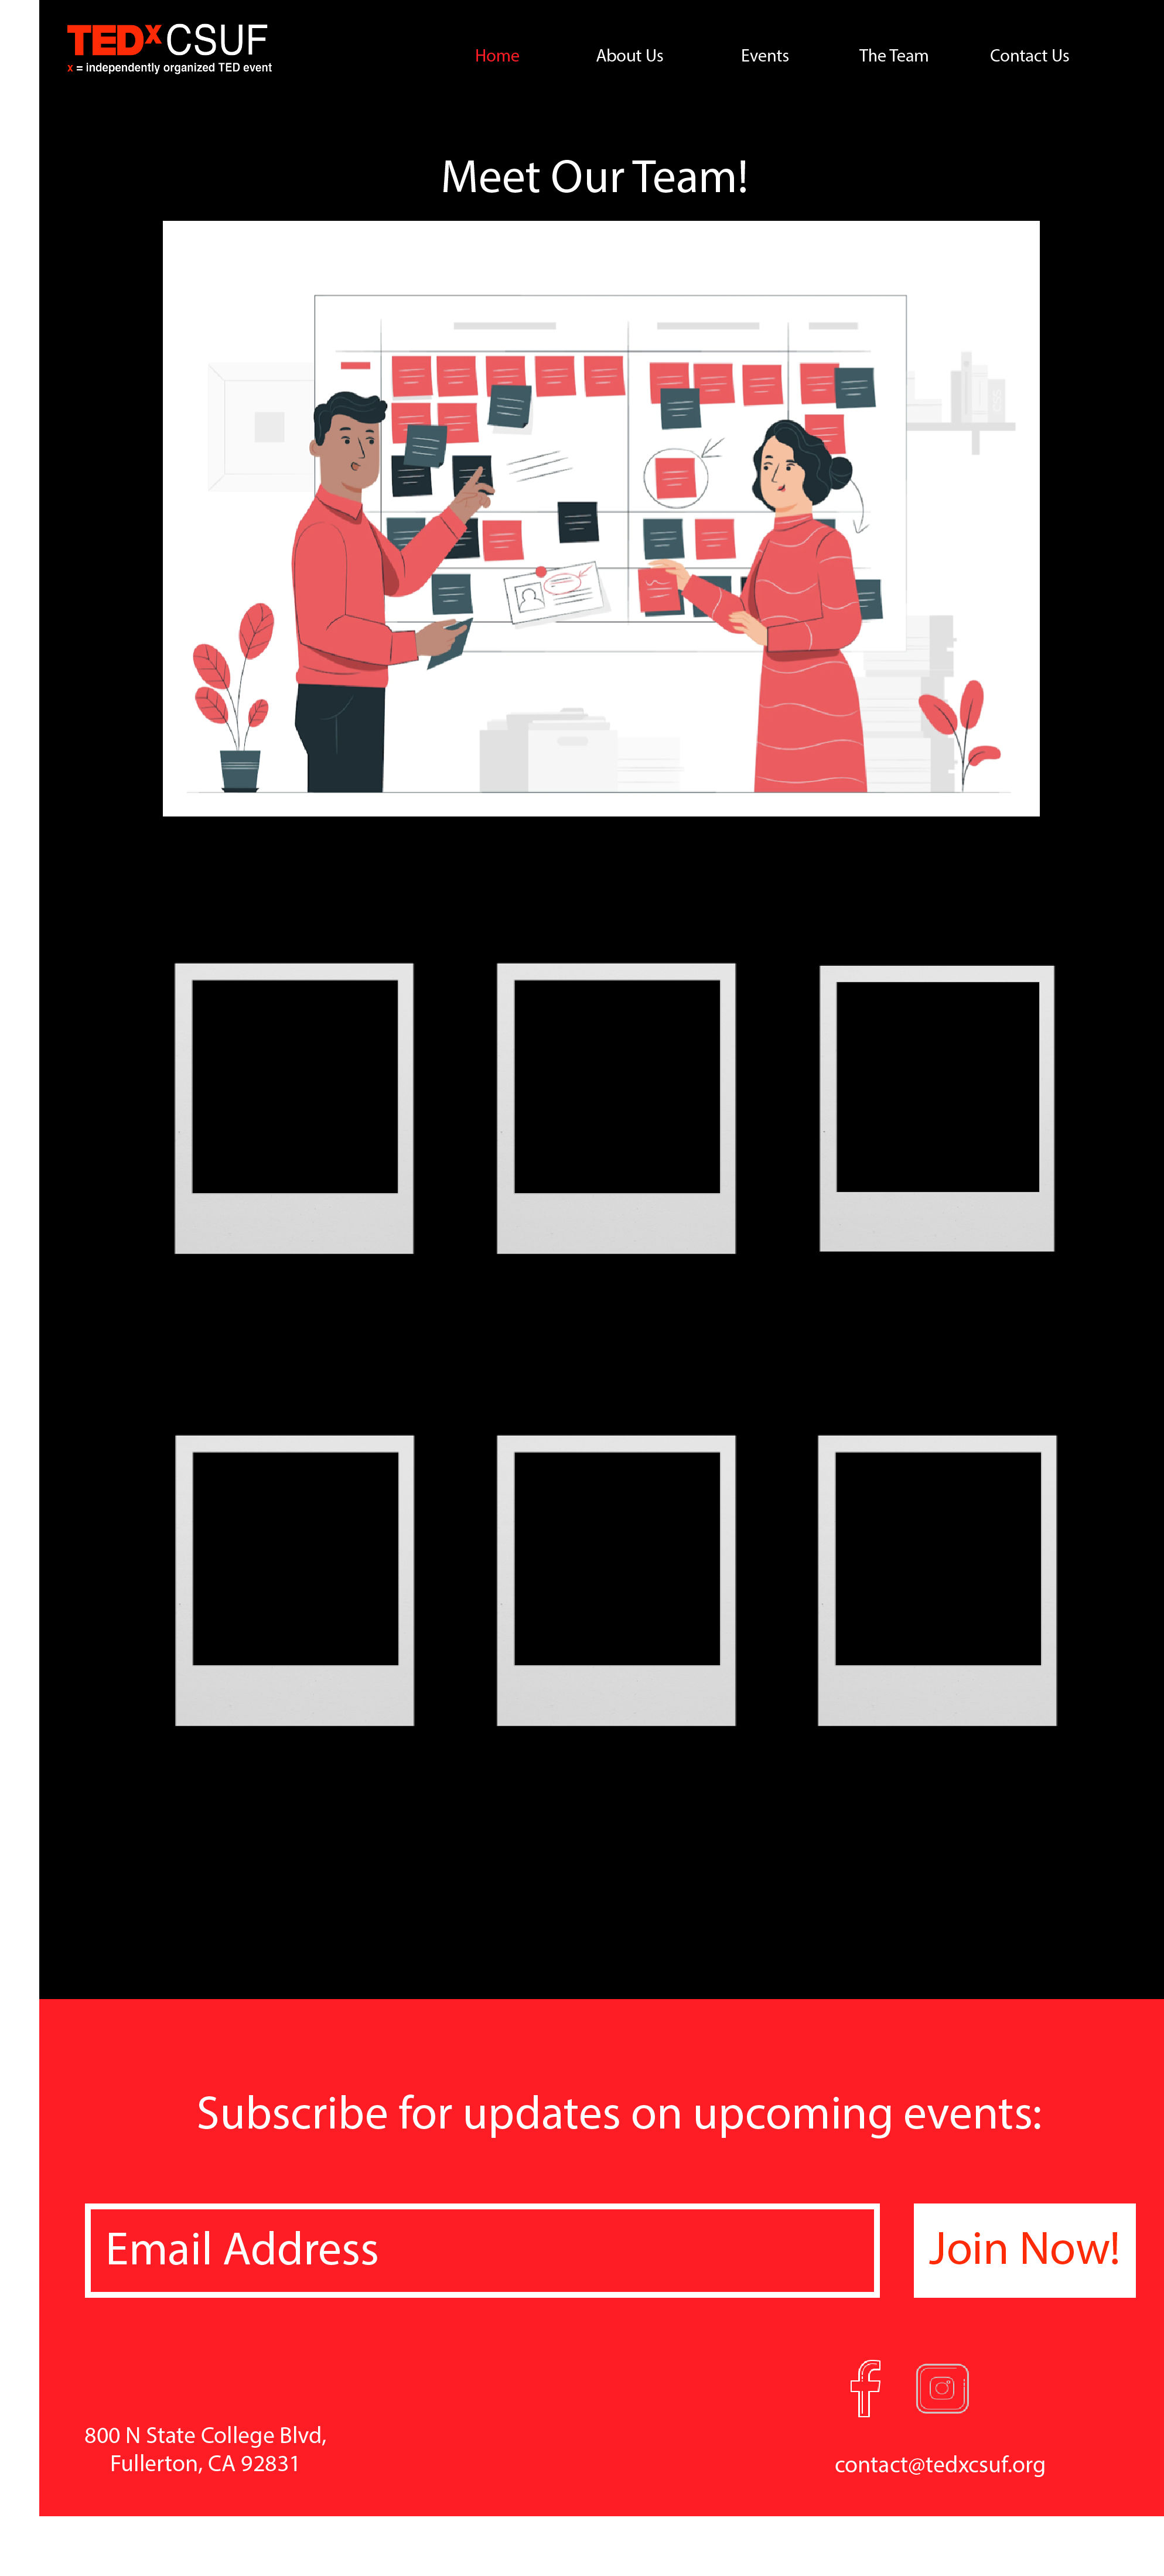 TEDxCSUF
x = independently organized TED event
Home About Us Events The Team Contact Us
Meet Our Team!
Subscribe for updates on upcoming events:
Email Address
Join Now!
800 N State College Blvd,
Fullerton, CA 92831
contact@tedxcsuf.org